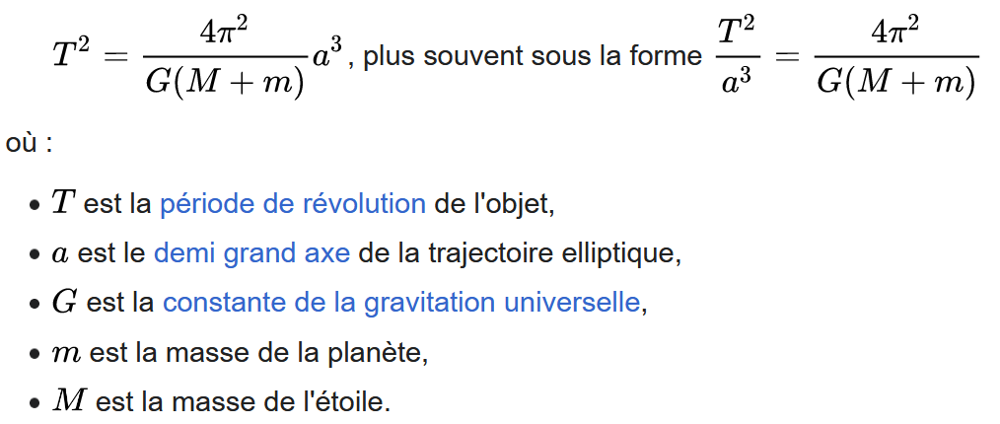 $T^2 = \frac{4\pi^2}{G(M+m)}a^3$, plus souvent sous la forme $\frac{T^2}{a^3} = \frac{4\pi^2}{G(M+m)}$
où :
• $T$ est la période de révolution de l'objet,
• $a$ est le demi grand axe de la trajectoire elliptique,
• $G$ est la constante de la gravitation universelle,
• $m$ est la masse de la planète,
• $M$ est la masse de l'étoile.